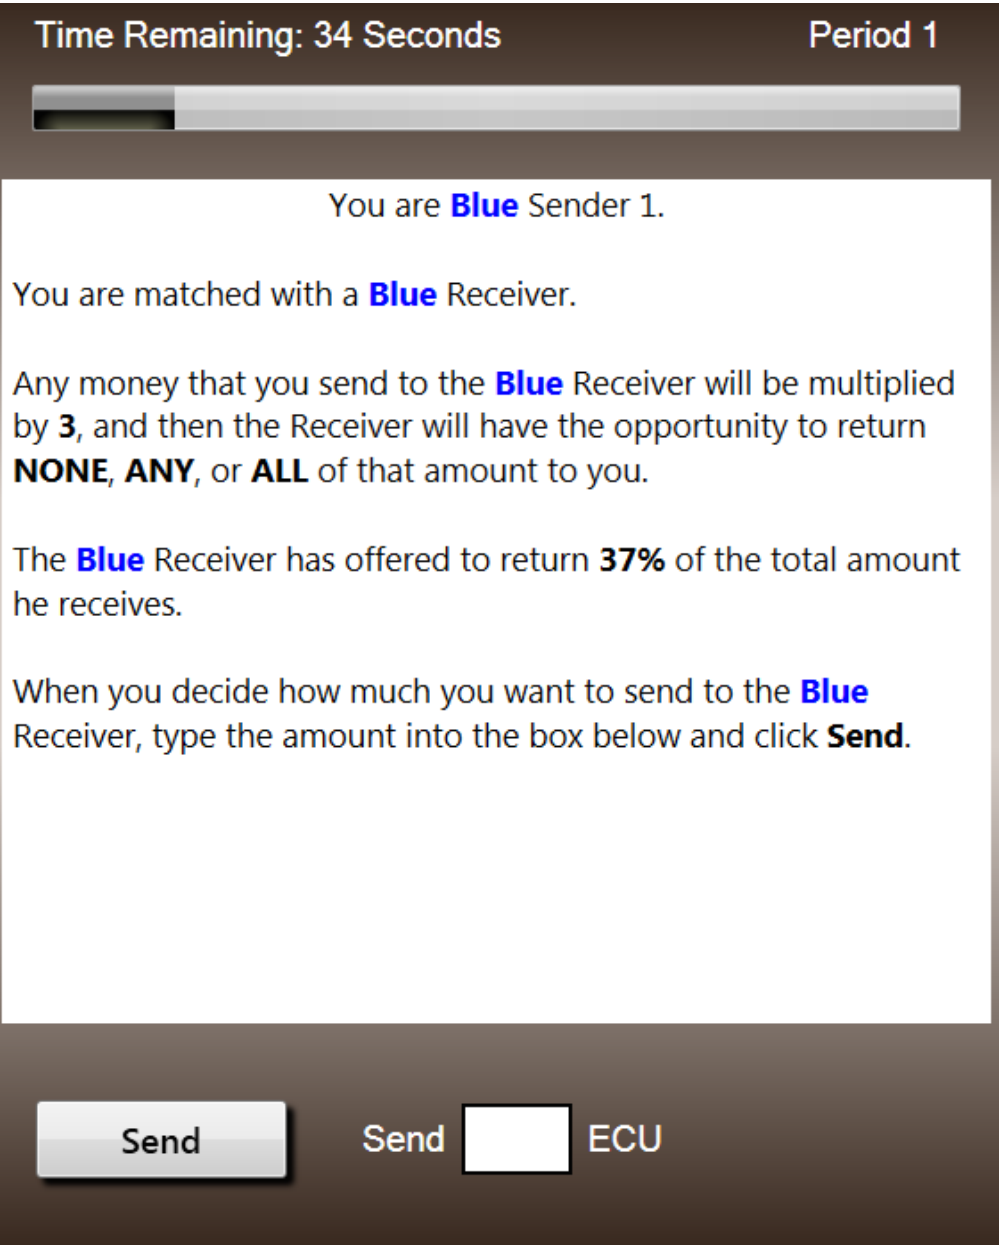 Time Remaining: 34 Seconds Period 1
You are Blue Sender 1.
You are matched with a Blue Receiver.
Any money that you send to the Blue Receiver will be multiplied
by 3, and then the Receiver will have the opportunity to return
NONE, ANY, or ALL of that amount to you.
The Blue Receiver has offered to return 37% of the total amount
he receives.
When you decide how much you want to send to the Blue
Receiver, type the amount into the box below and click Send.
Send Send ECU